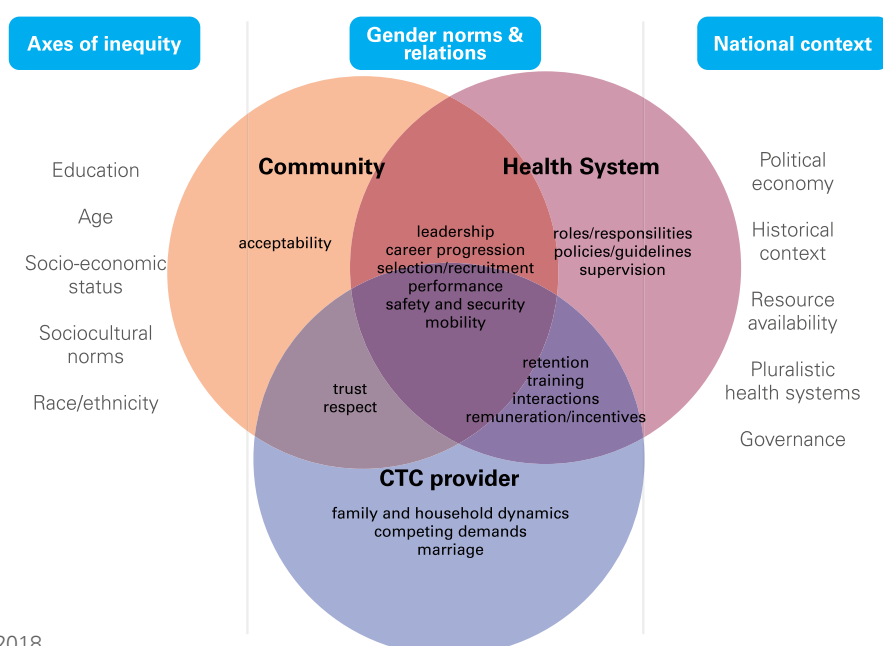 Axes of inequity
Gender norms &
relations
National context
Education
Age
Socio-economic
status
Sociocultural
norms
Race/ethnicity
Community
acceptability
Health System
roles/responsilities
policies/guidelines
supervision
leadership
career progression
selection/recruitment
performance
safety and security
mobility
trust
respect
retention
training
interactions
remuneration/incentives
CTC provider
family and household dynamics
competing demands
marriage
Political
economy
Historical
context
Resource
availability
Pluralistic
health systems
Governance
2018